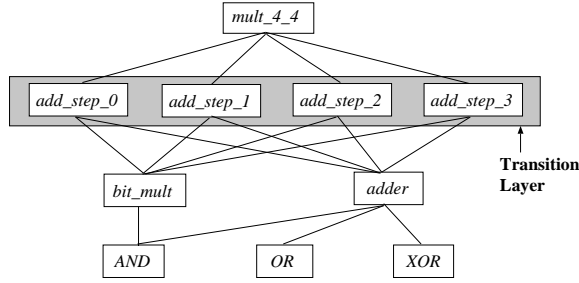 mult_4_4
add_step_0 add_step_1 add_step_2 add_step_3
Transition
Layer
bit_mult adder
AND OR XOR